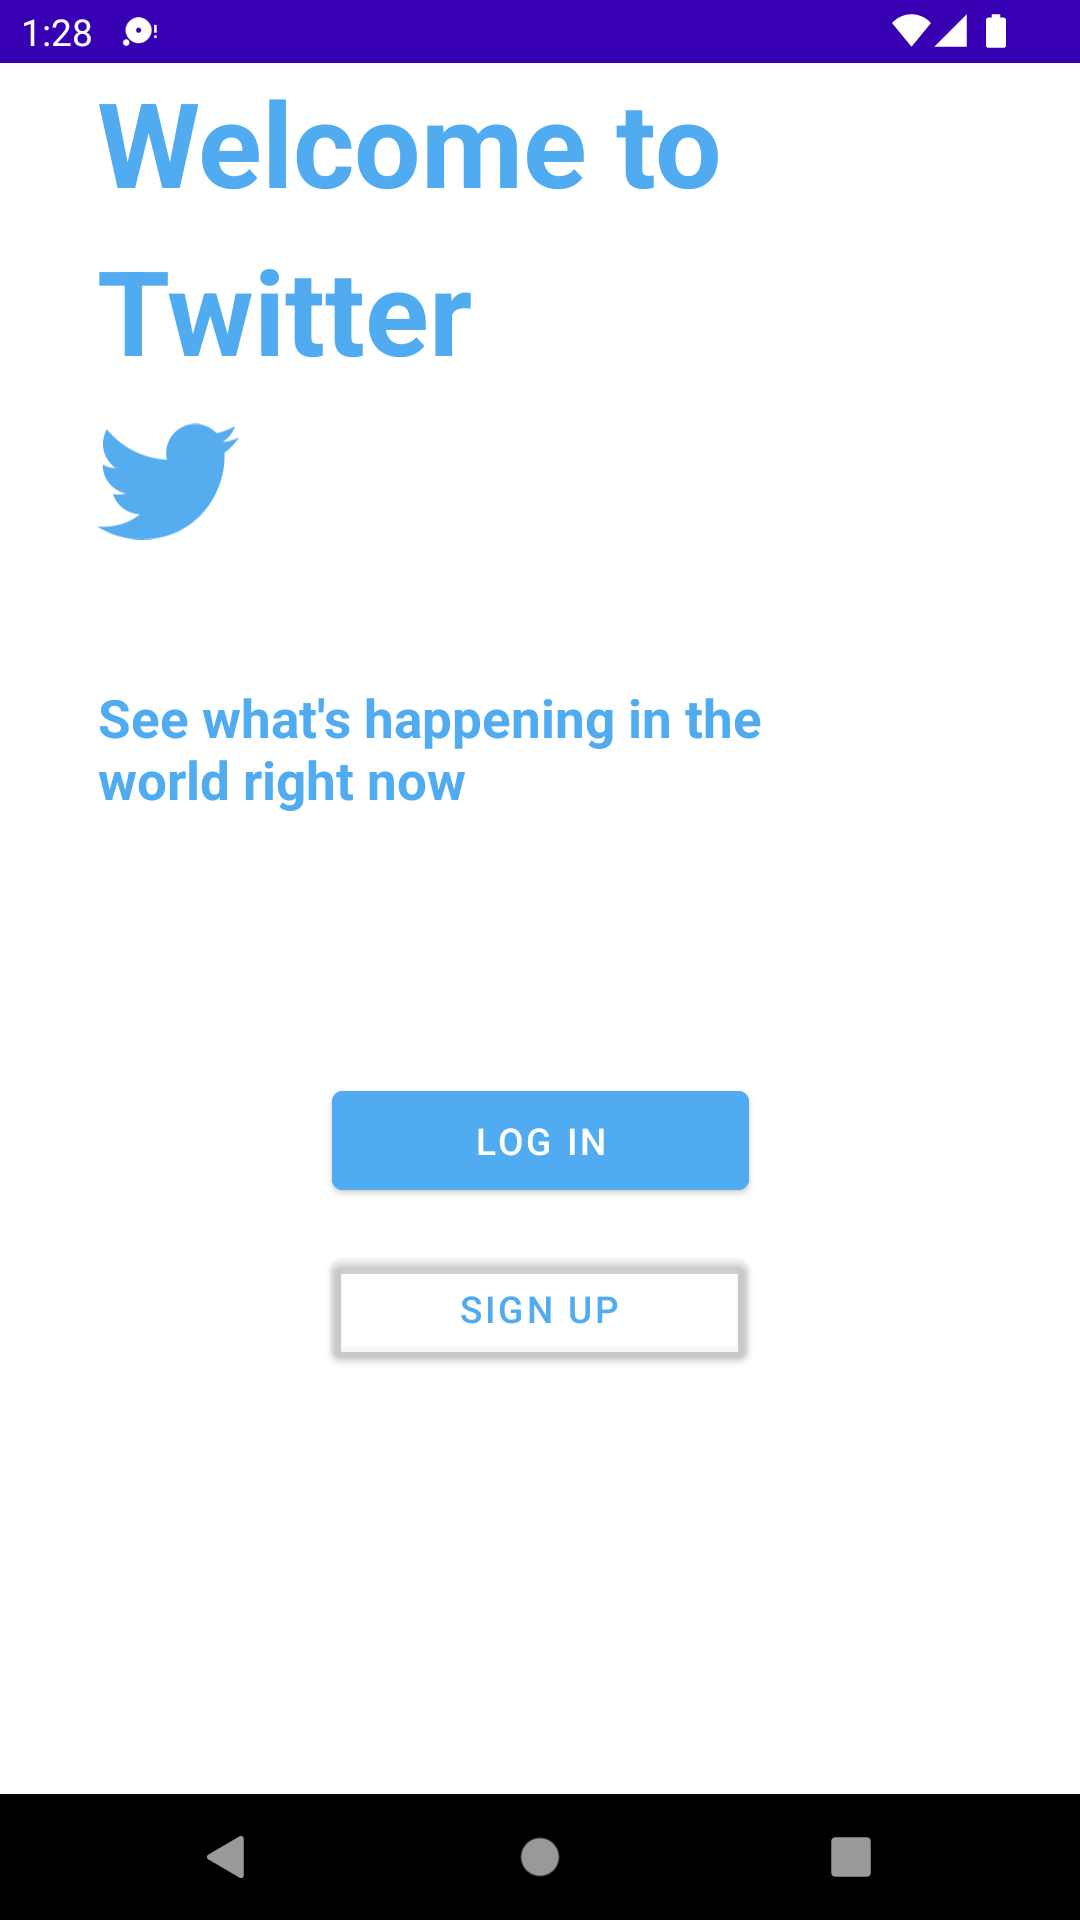 1:28
Welcome to
Twitter
See what's happening in the
world right now
LOG IN
SIGN UP